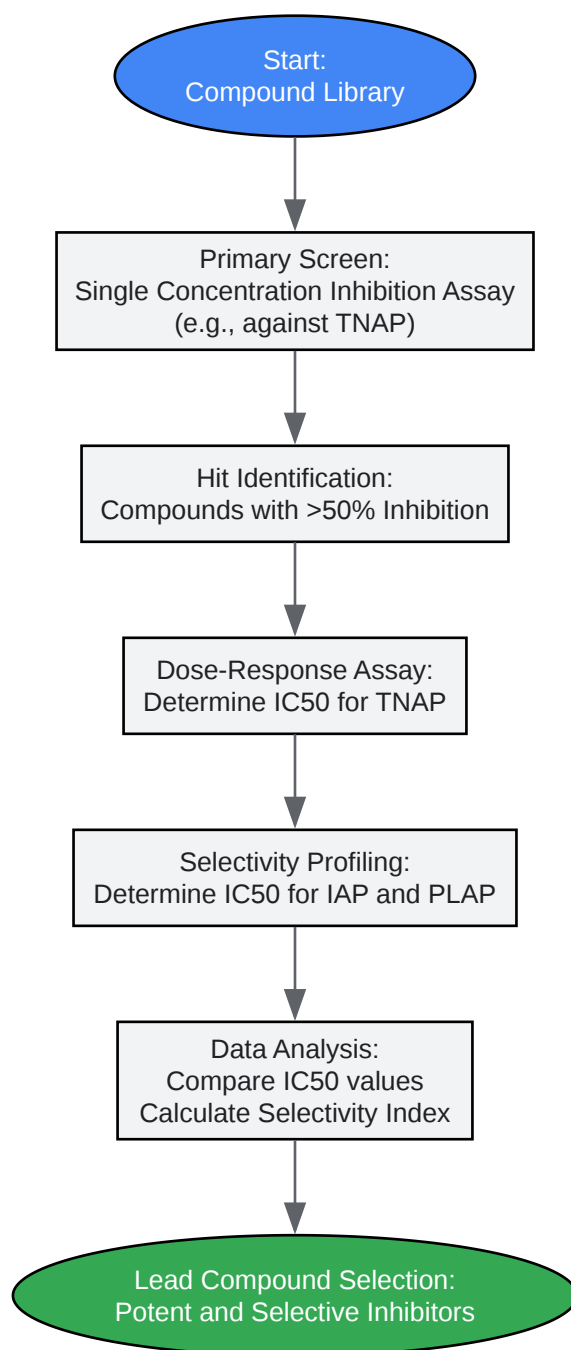 Start:
Compound Library
Primary Screen:
Single Concentration Inhibition Assay
(e.g., against TNAP)
Hit Identification:
Compounds with >50% Inhibition
Dose-Response Assay:
Determine IC50 for TNAP
Selectivity Profiling:
Determine IC50 for IAP and PLAP
Data Analysis:
Compare IC50 values
Calculate Selectivity Index
Lead Compound Selection:
Potent and Selective Inhibitors